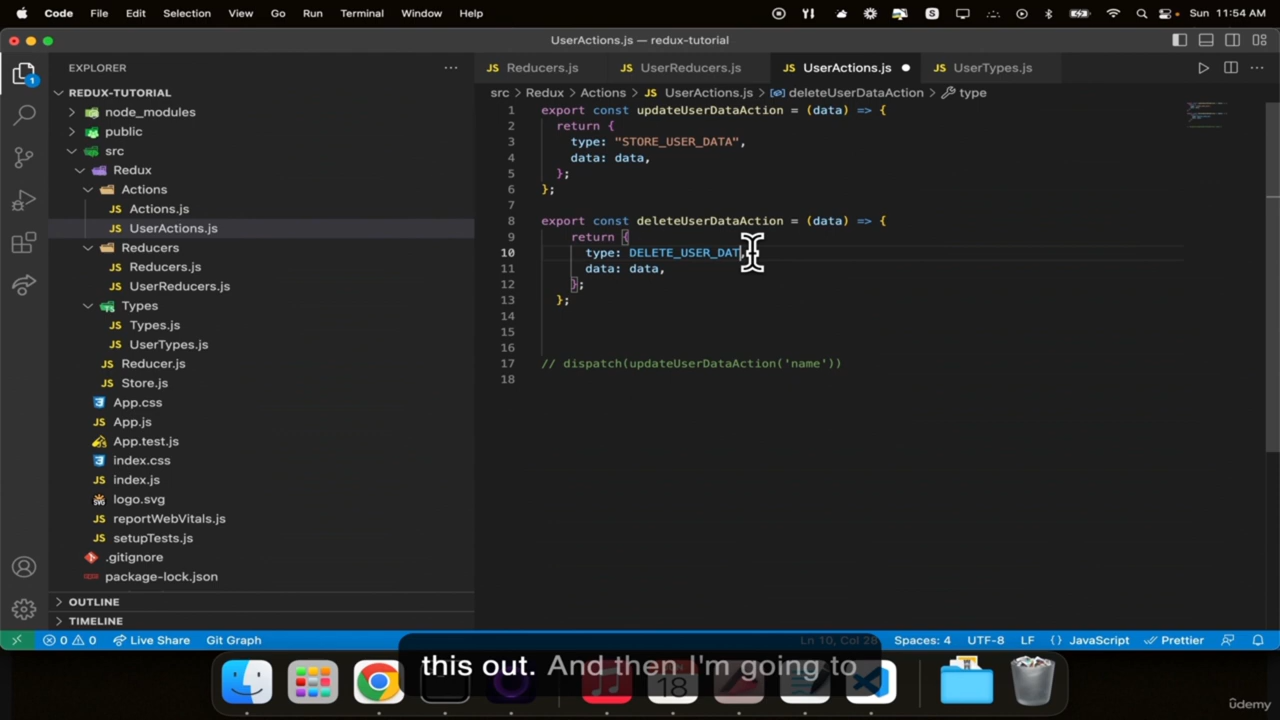 Code File Edit Selection View Go Run Terminal Window Help Sun 11:54 AM
UserActions.js — redux-tutorial
EXPLORER
Reducers.js UserReducers.js UserActions.js UserTypes.js
REDUX-TUTORIAL
src > Redux > Actions > UserActions.js > deleteUserDataAction > type
node_modules
public
src
Redux
Actions
Actions.js
UserActions.js
Reducers
Reducers.js
UserReducers.js
Types
Types.js
UserTypes.js
Reducer.js
Store.js
App.css
App.js
App.test.js
index.css
index.js
logo.svg
reportWebVitals.js
setupTests.js
.gitignore
package-lock.json
OUTLINE
TIMELINE
1 export const updateUserDataAction = (data) => {
2 return {
3 type: "STORE_USER_DATA",
4 data: data,
5 };
6 };
7
8 export const deleteUserDataAction = (data) => {
9 return {
10 type: DELETE_USER_DAT,
11 data: data,
12 };
13 };
14
15
16
17 // dispatch(updateUserDataAction('name'))
18
0 0 Live Share Git Graph Ln 10, Col 28 Spaces: 4 UTF-8 LF {} JavaScript Prettier
this out. And then I'm going to
18
udemy